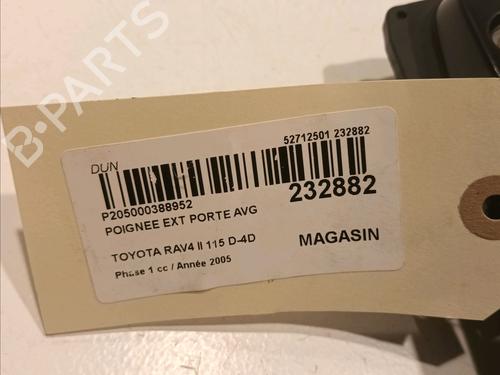 B-PARTS
DUN
52712501 232882
P205000388952
232882
POIGNEE EXT PORTE AVG
TOYOTA RAV4 II 115 D-4D
MAGASIN
Phase 1 cc / Année 2005